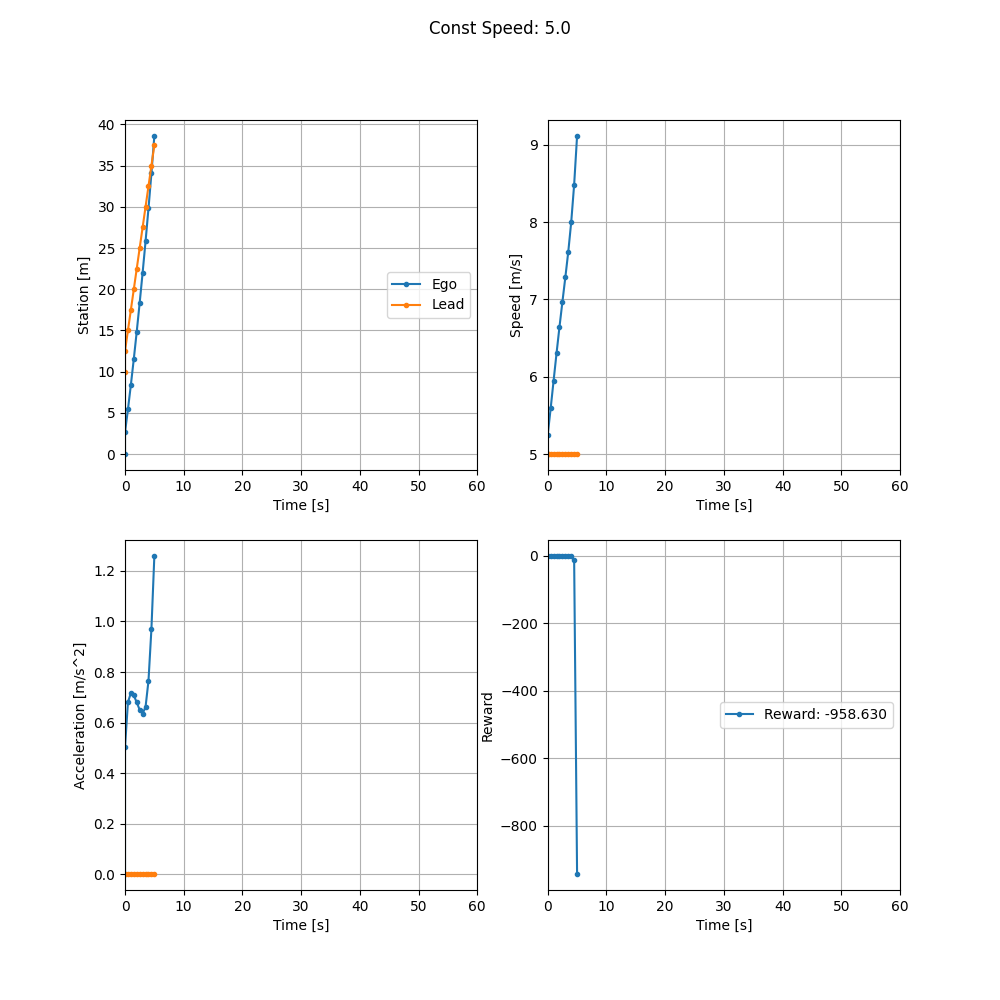 Const Speed: 5.0
40
35
30
25
20
15
10
5
0
Station [m]
Ego
Lead
0 10 20 30 40 50 60
Time [s]
9
8
7
6
5
Speed [m/s]
0 10 20 30 40 50 60
Time [s]
1.2
1.0
0.8
0.6
0.4
0.2
0.0
Acceleration [m/s^2]
0 10 20 30 40 50 60
Time [s]
0
−200
−400
−600
−800
Reward
Reward: -958.630
0 10 20 30 40 50 60
Time [s]